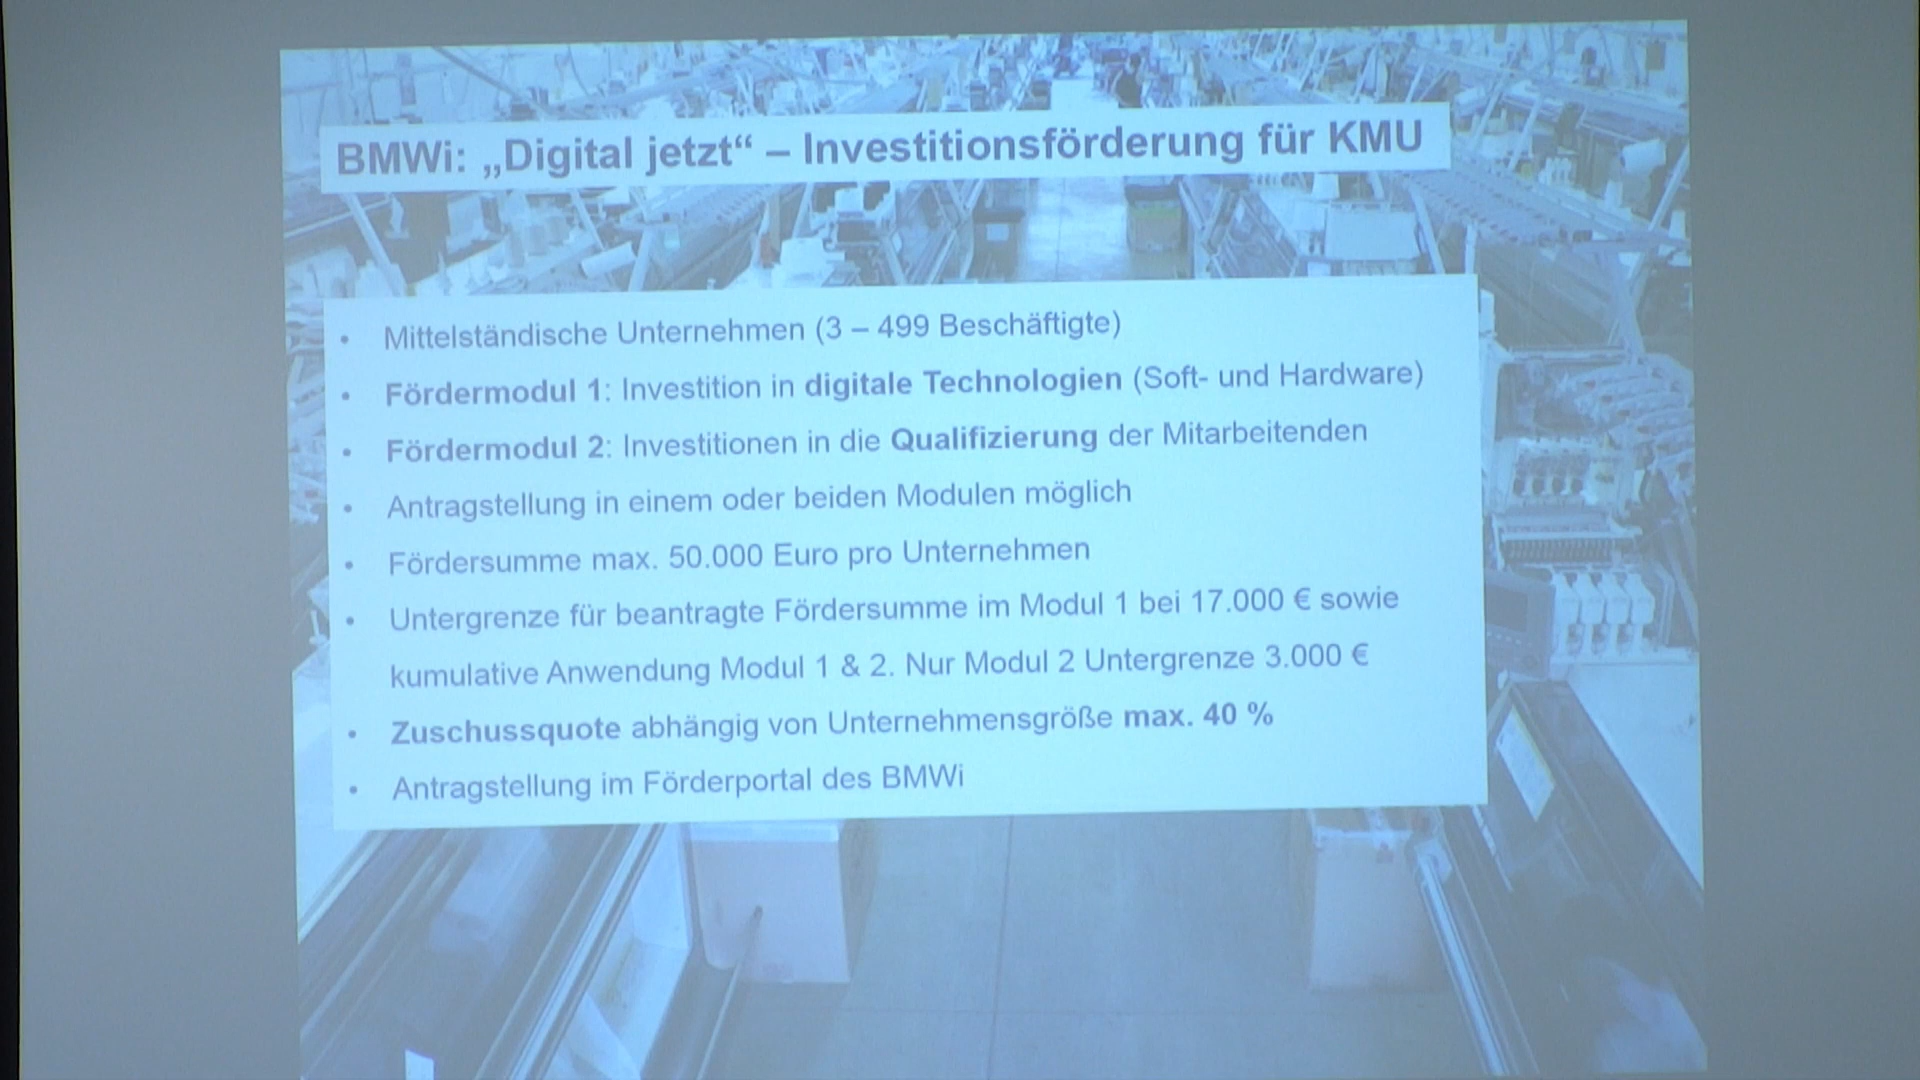 BMWi: „Digital jetzt“ – Investitionsförderung für KMU
• Mittelständische Unternehmen (3 – 499 Beschäftigte)
• Fördermodul 1: Investition in digitale Technologien (Soft- und Hardware)
• Fördermodul 2: Investitionen in die Qualifizierung der Mitarbeitenden
• Antragstellung in einem oder beiden Modulen möglich
• Fördersumme max. 50.000 Euro pro Unternehmen
• Untergrenze für beantragte Fördersumme im Modul 1 bei 17.000 € sowie
kumulative Anwendung Modul 1 & 2. Nur Modul 2 Untergrenze 3.000 €
• Zuschussquote abhängig von Unternehmensgröße max. 40 %
• Antragstellung im Förderportal des BMWi